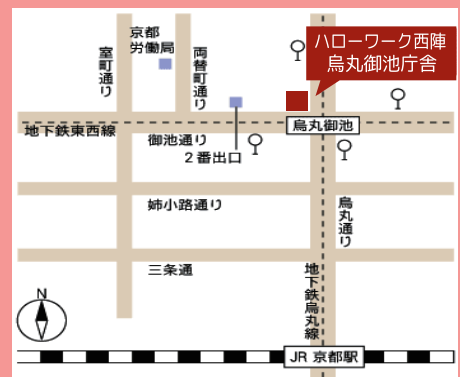 ハローワーク西陣
烏丸御池庁舎
京都
労働局
室町通り
両替町通り
地下鉄東西線
御池通り
烏丸御池
2番出口
姉小路通り
烏丸通り
三条通
地下鉄烏丸線
N
JR 京都駅